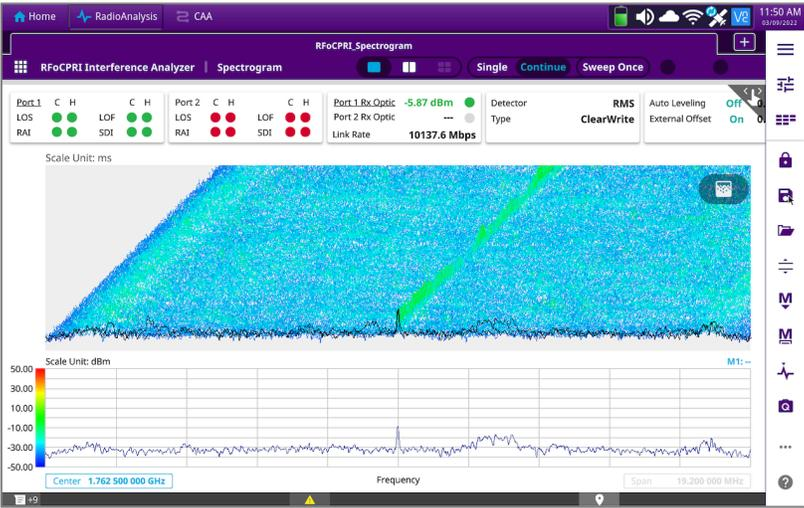 Home RadioAnalysis CAA 11:50 AM
03/09/2022
RFoCPRI_Spectrogram +
RFoCPRI Interference Analyzer | Spectrogram Single Continue Sweep Once
Port 1 C H C H
LOS LOF
RAI SDI
Port 2 C H C H
LOS LOF
RAI SDI
Port 1 Rx Optic -5.87 dBm
Port 2 Rx Optic ---
Link Rate 10137.6 Mbps
Detector RMS
Type ClearWrite
Auto Leveling Off 0.
External Offset On 0.
Scale Unit: ms
Scale Unit: dBm M1: --
50.00
30.00
10.00
-10.00
-30.00
-50.00
Center 1.762 500 000 GHz Frequency Span 19.200 000 MHz
+9
M
M
...
?